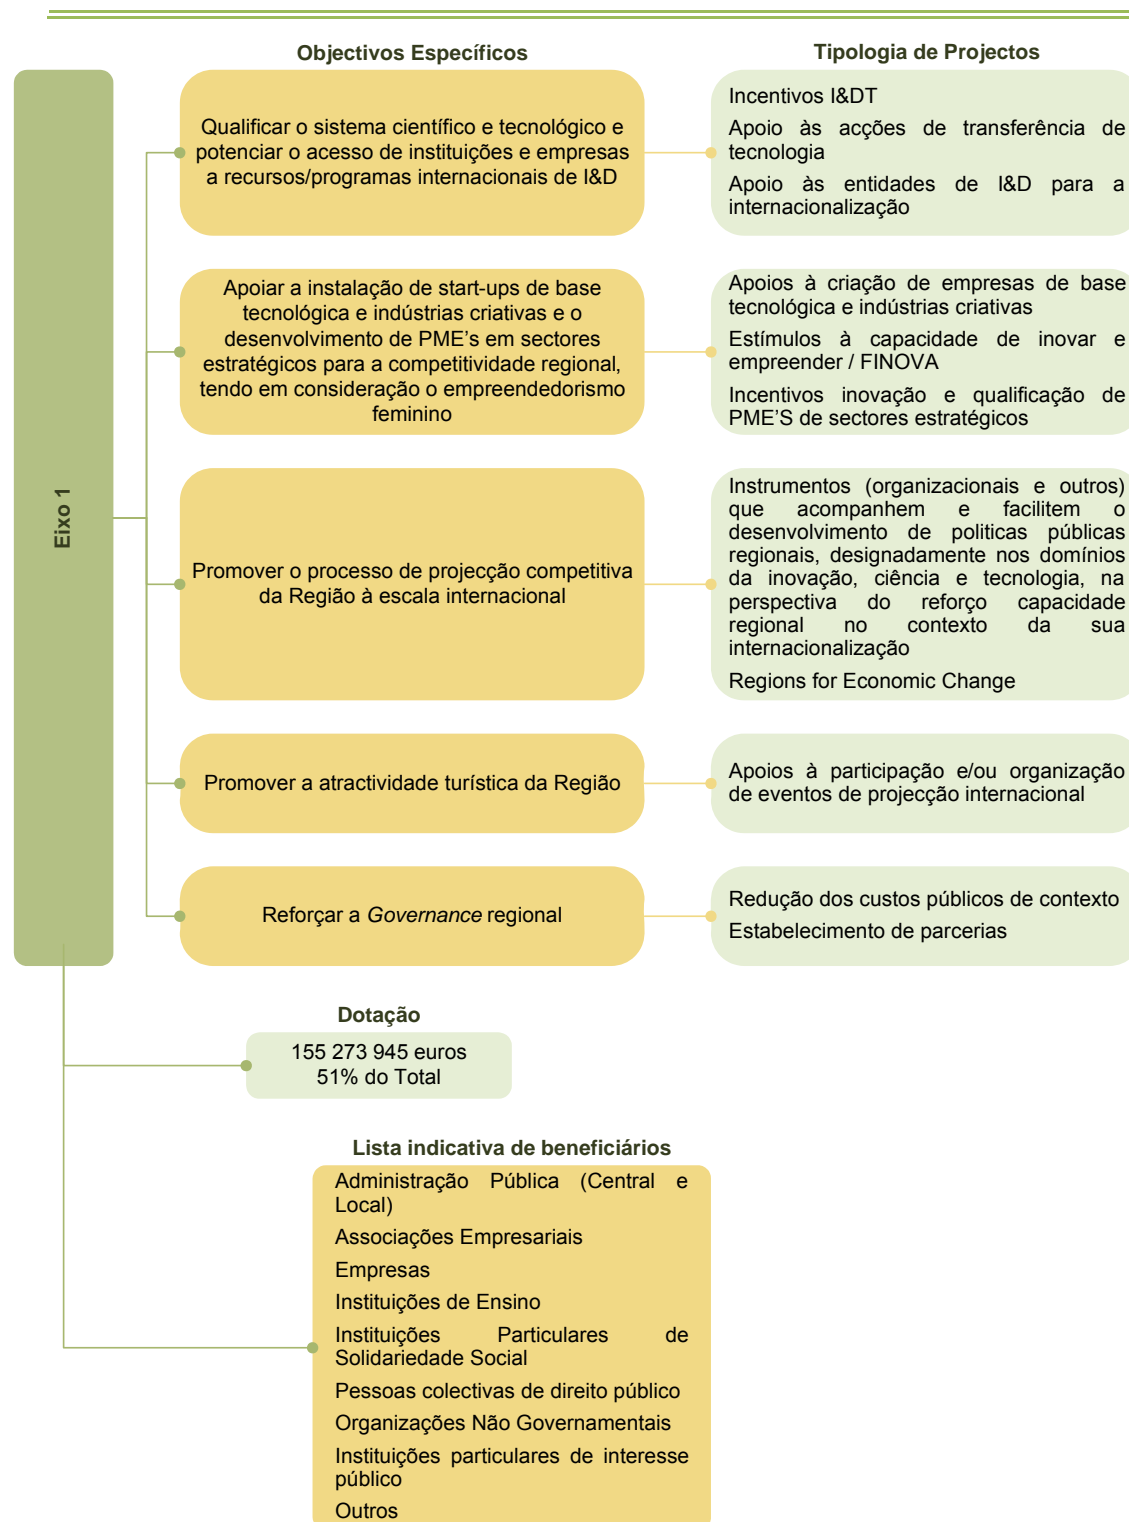 Objectivos Específicos
Tipologia de Projectos
Eixo 1
Qualificar o sistema científico e tecnológico e
potenciar o acesso de instituições e empresas
a recursos/programas internacionais de I&D
Incentivos I&DT
Apoio às acções de transferência de
tecnologia
Apoio às entidades de I&D para a
internacionalização
Apoiar a instalação de start-ups de base
tecnológica e indústrias criativas e o
desenvolvimento de PME’s em sectores
estratégicos para a competitividade regional,
tendo em consideração o empreendedorismo
feminino
Apoios à criação de empresas de base
tecnológica e indústrias criativas
Estímulos à capacidade de inovar e
empreender / FINOVA
Incentivos inovação e qualificação de
PME’S de sectores estratégicos
Promover o processo de projecção competitiva
da Região à escala internacional
Instrumentos (organizacionais e outros)
que acompanhem e facilitem o
desenvolvimento de politicas públicas
regionais, designadamente nos domínios
da inovação, ciência e tecnologia, na
perspectiva do reforço capacidade
regional no contexto da sua
internacionalização
Regions for Economic Change
Promover a atractividade turística da Região
Apoios à participação e/ou organização
de eventos de projecção internacional
Reforçar a Governance regional
Redução dos custos públicos de contexto
Estabelecimento de parcerias
Dotação
155 273 945 euros
51% do Total
Lista indicativa de beneficiários
Administração Pública (Central e
Local)
Associações Empresariais
Empresas
Instituições de Ensino
Instituições Particulares de
Solidariedade Social
Pessoas colectivas de direito público
Organizações Não Governamentais
Instituições particulares de interesse
público
Outros